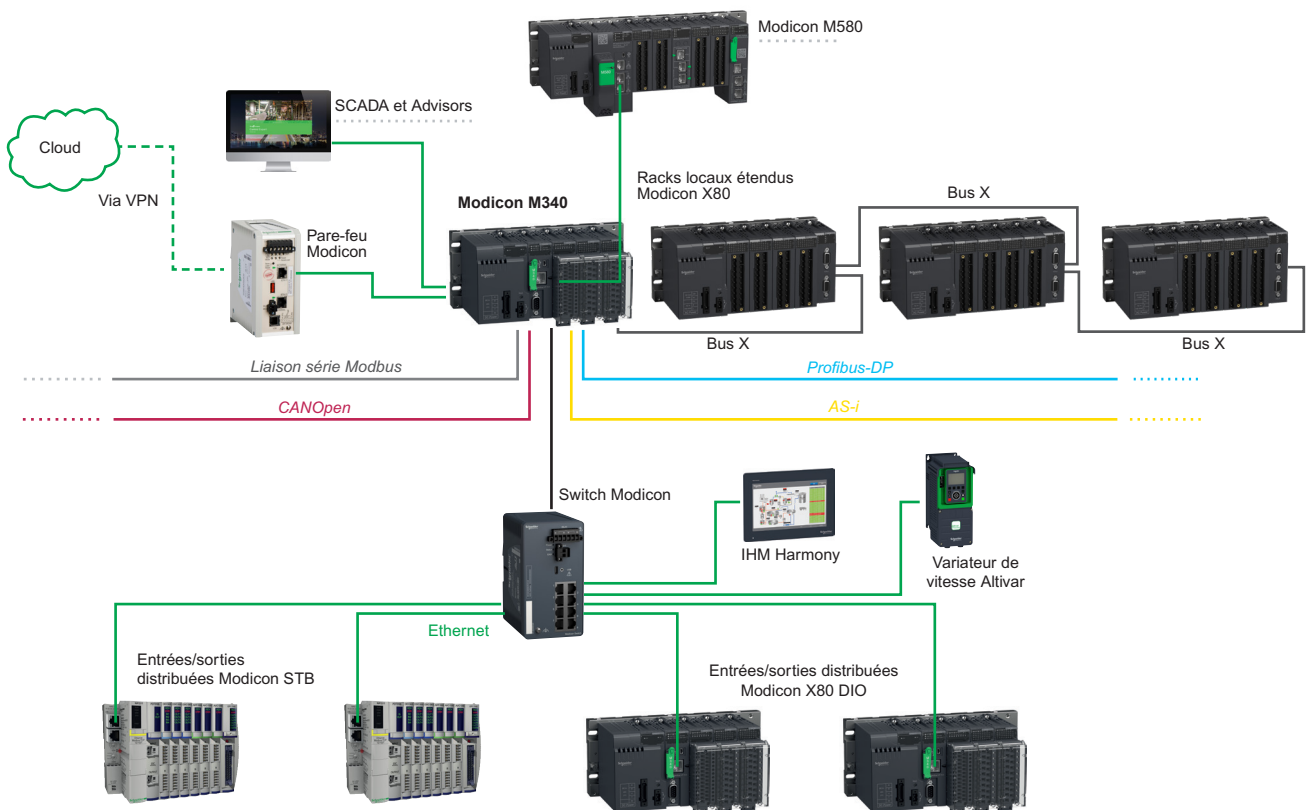 Modicon M580
SCADA et Advisors
Cloud
Via VPN
Racks locaux étendus
Modicon X80
Bus X
Modicon M340
Pare-feu
Modicon
Bus X
Bus X
Liaison série Modbus
Profibus-DP
CANOpen
AS-i
Switch Modicon
IHM Harmony
Variateur de
vitesse Altivar
Ethernet
Entrées/sorties
distribuées Modicon STB
Entrées/sorties distribuées
Modicon X80 DIO